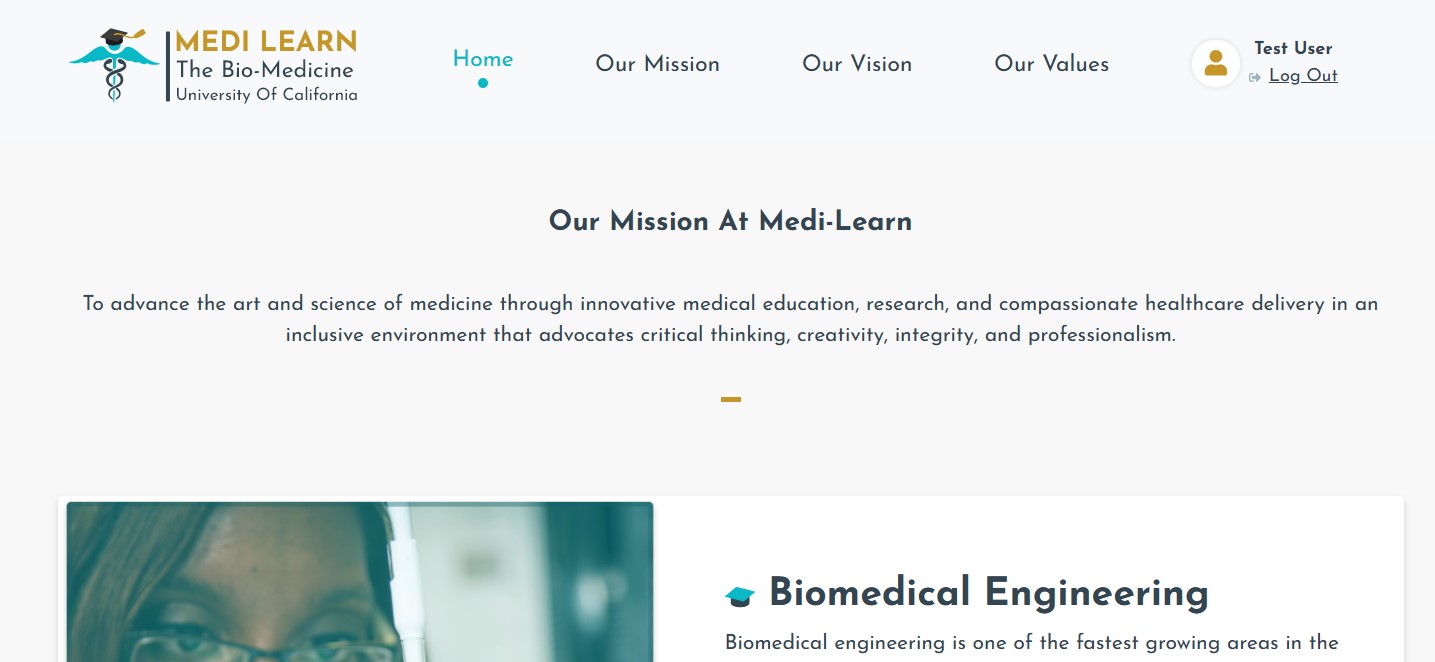 MEDI LEARN
The Bio-Medicine
University Of California
Home
Our Mission
Our Vision
Our Values
Test User
Log Out
Our Mission At Medi-Learn
To advance the art and science of medicine through innovative medical education, research, and compassionate healthcare delivery in an
inclusive environment that advocates critical thinking, creativity, integrity, and professionalism.
Biomedical Engineering
Biomedical engineering is one of the fastest growing areas in the